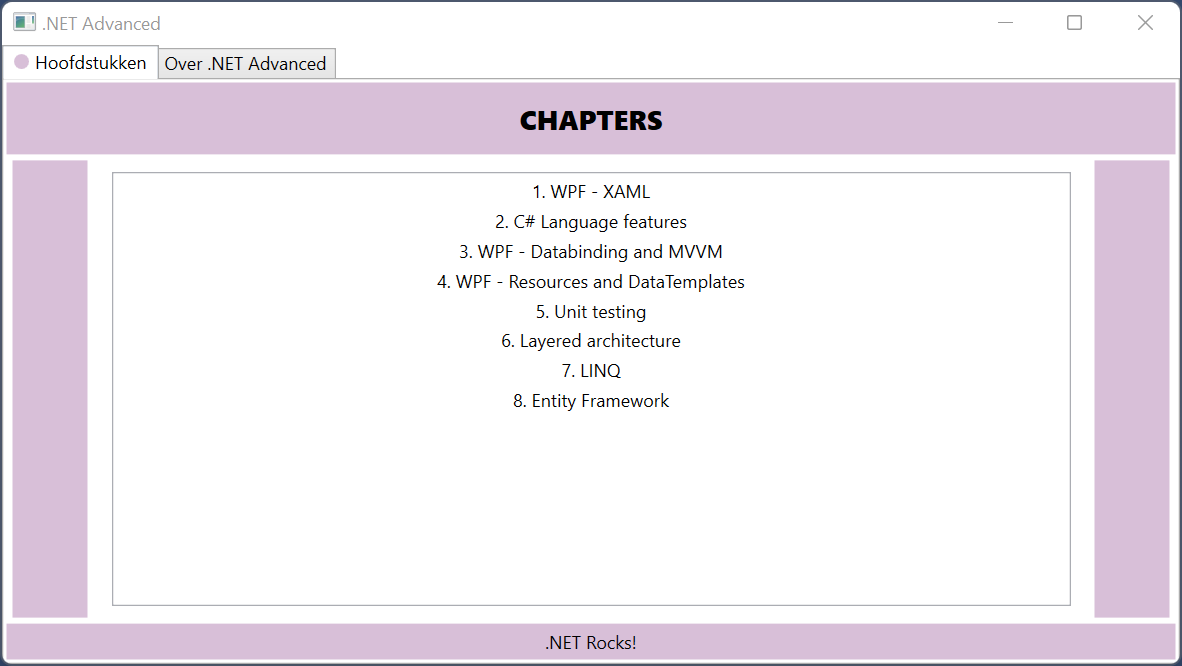 .NET Advanced
Hoofdstukken Over .NET Advanced
CHAPTERS
1. WPF - XAML
2. C# Language features
3. WPF - Databinding and MVVM
4. WPF - Resources and DataTemplates
5. Unit testing
6. Layered architecture
7. LINQ
8. Entity Framework
.NET Rocks!